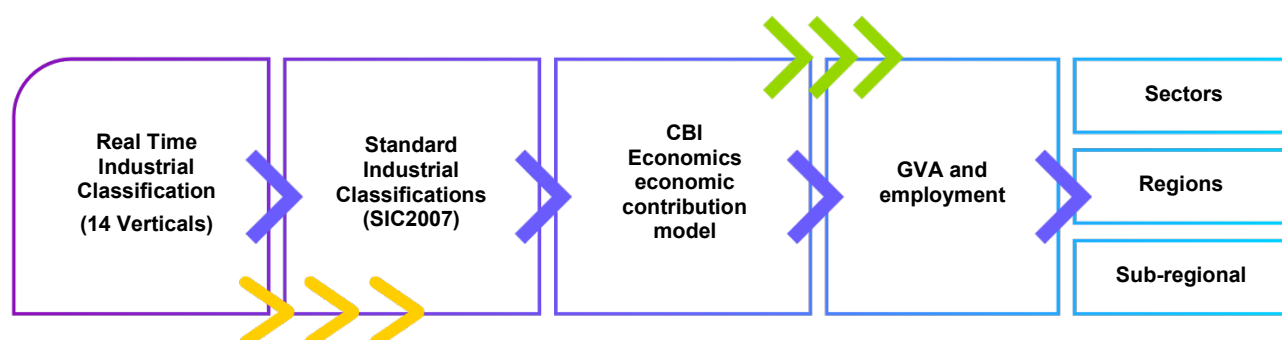 Real Time
Industrial
Classification
(14 Verticals)
Standard
Industrial
Classifications
(SIC2007)
CBI
Economics
economic
contribution
model
GVA and
employment
Sectors
Regions
Sub-regional